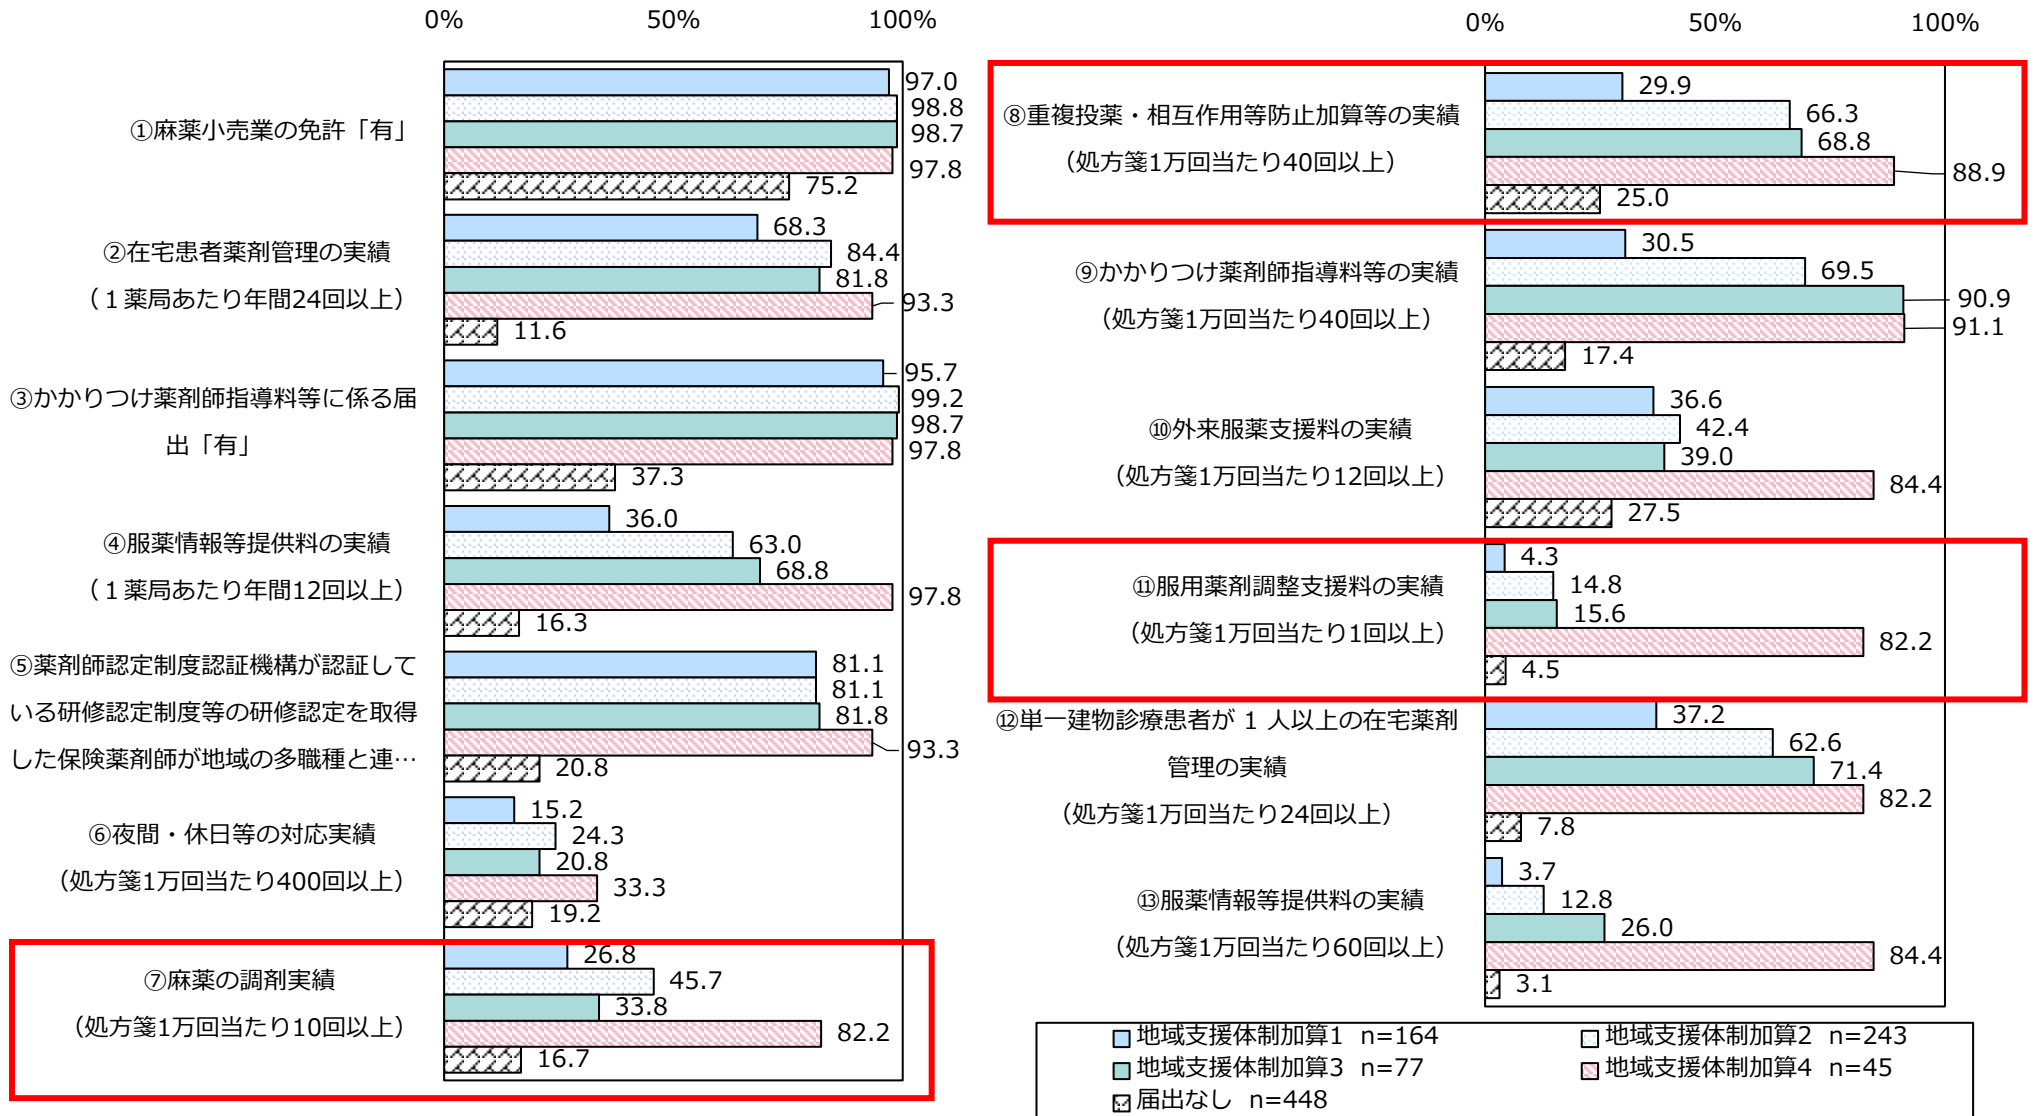 0% 50% 100%
①麻薬小売業の免許「有」
97.0
98.8
98.7
97.8
75.2
②在宅患者薬剤管理の実績
（１薬局あたり年間24回以上）
68.3
84.4
81.8
93.3
11.6
③かかりつけ薬剤師指導料等に係る届
出「有」
95.7
99.2
98.7
97.8
37.3
④服薬情報等提供料の実績
（１薬局あたり年間12回以上）
36.0
63.0
68.8
97.8
16.3
⑤薬剤師認定制度認証機構が認証して
いる研修認定制度等の研修認定を取得
した保険薬剤師が地域の多職種と連…
81.1
81.1
81.8
93.3
20.8
⑥夜間・休日等の対応実績
（処方箋1万回当たり400回以上）
15.2
24.3
20.8
33.3
19.2
⑦麻薬の調剤実績
（処方箋1万回当たり10回以上）
26.8
45.7
33.8
82.2
16.7
0% 50% 100%
⑧重複投薬・相互作用等防止加算等の実績
（処方箋1万回当たり40回以上）
29.9
66.3
68.8
88.9
25.0
⑨かかりつけ薬剤師指導料等の実績
（処方箋1万回当たり40回以上）
30.5
69.5
90.9
91.1
17.4
⑩外来服薬支援料の実績
（処方箋1万回当たり12回以上）
36.6
42.4
39.0
84.4
27.5
⑪服用薬剤調整支援料の実績
（処方箋1万回当たり1回以上）
4.3
14.8
15.6
82.2
4.5
⑫単一建物診療患者が 1 人以上の在宅薬剤
管理の実績
（処方箋1万回当たり24回以上）
37.2
62.6
71.4
82.2
7.8
⑬服薬情報等提供料の実績
（処方箋1万回当たり60回以上）
3.7
12.8
26.0
84.4
3.1
地域支援体制加算1 n=164
地域支援体制加算2 n=243
地域支援体制加算3 n=77
地域支援体制加算4 n=45
届出なし n=448